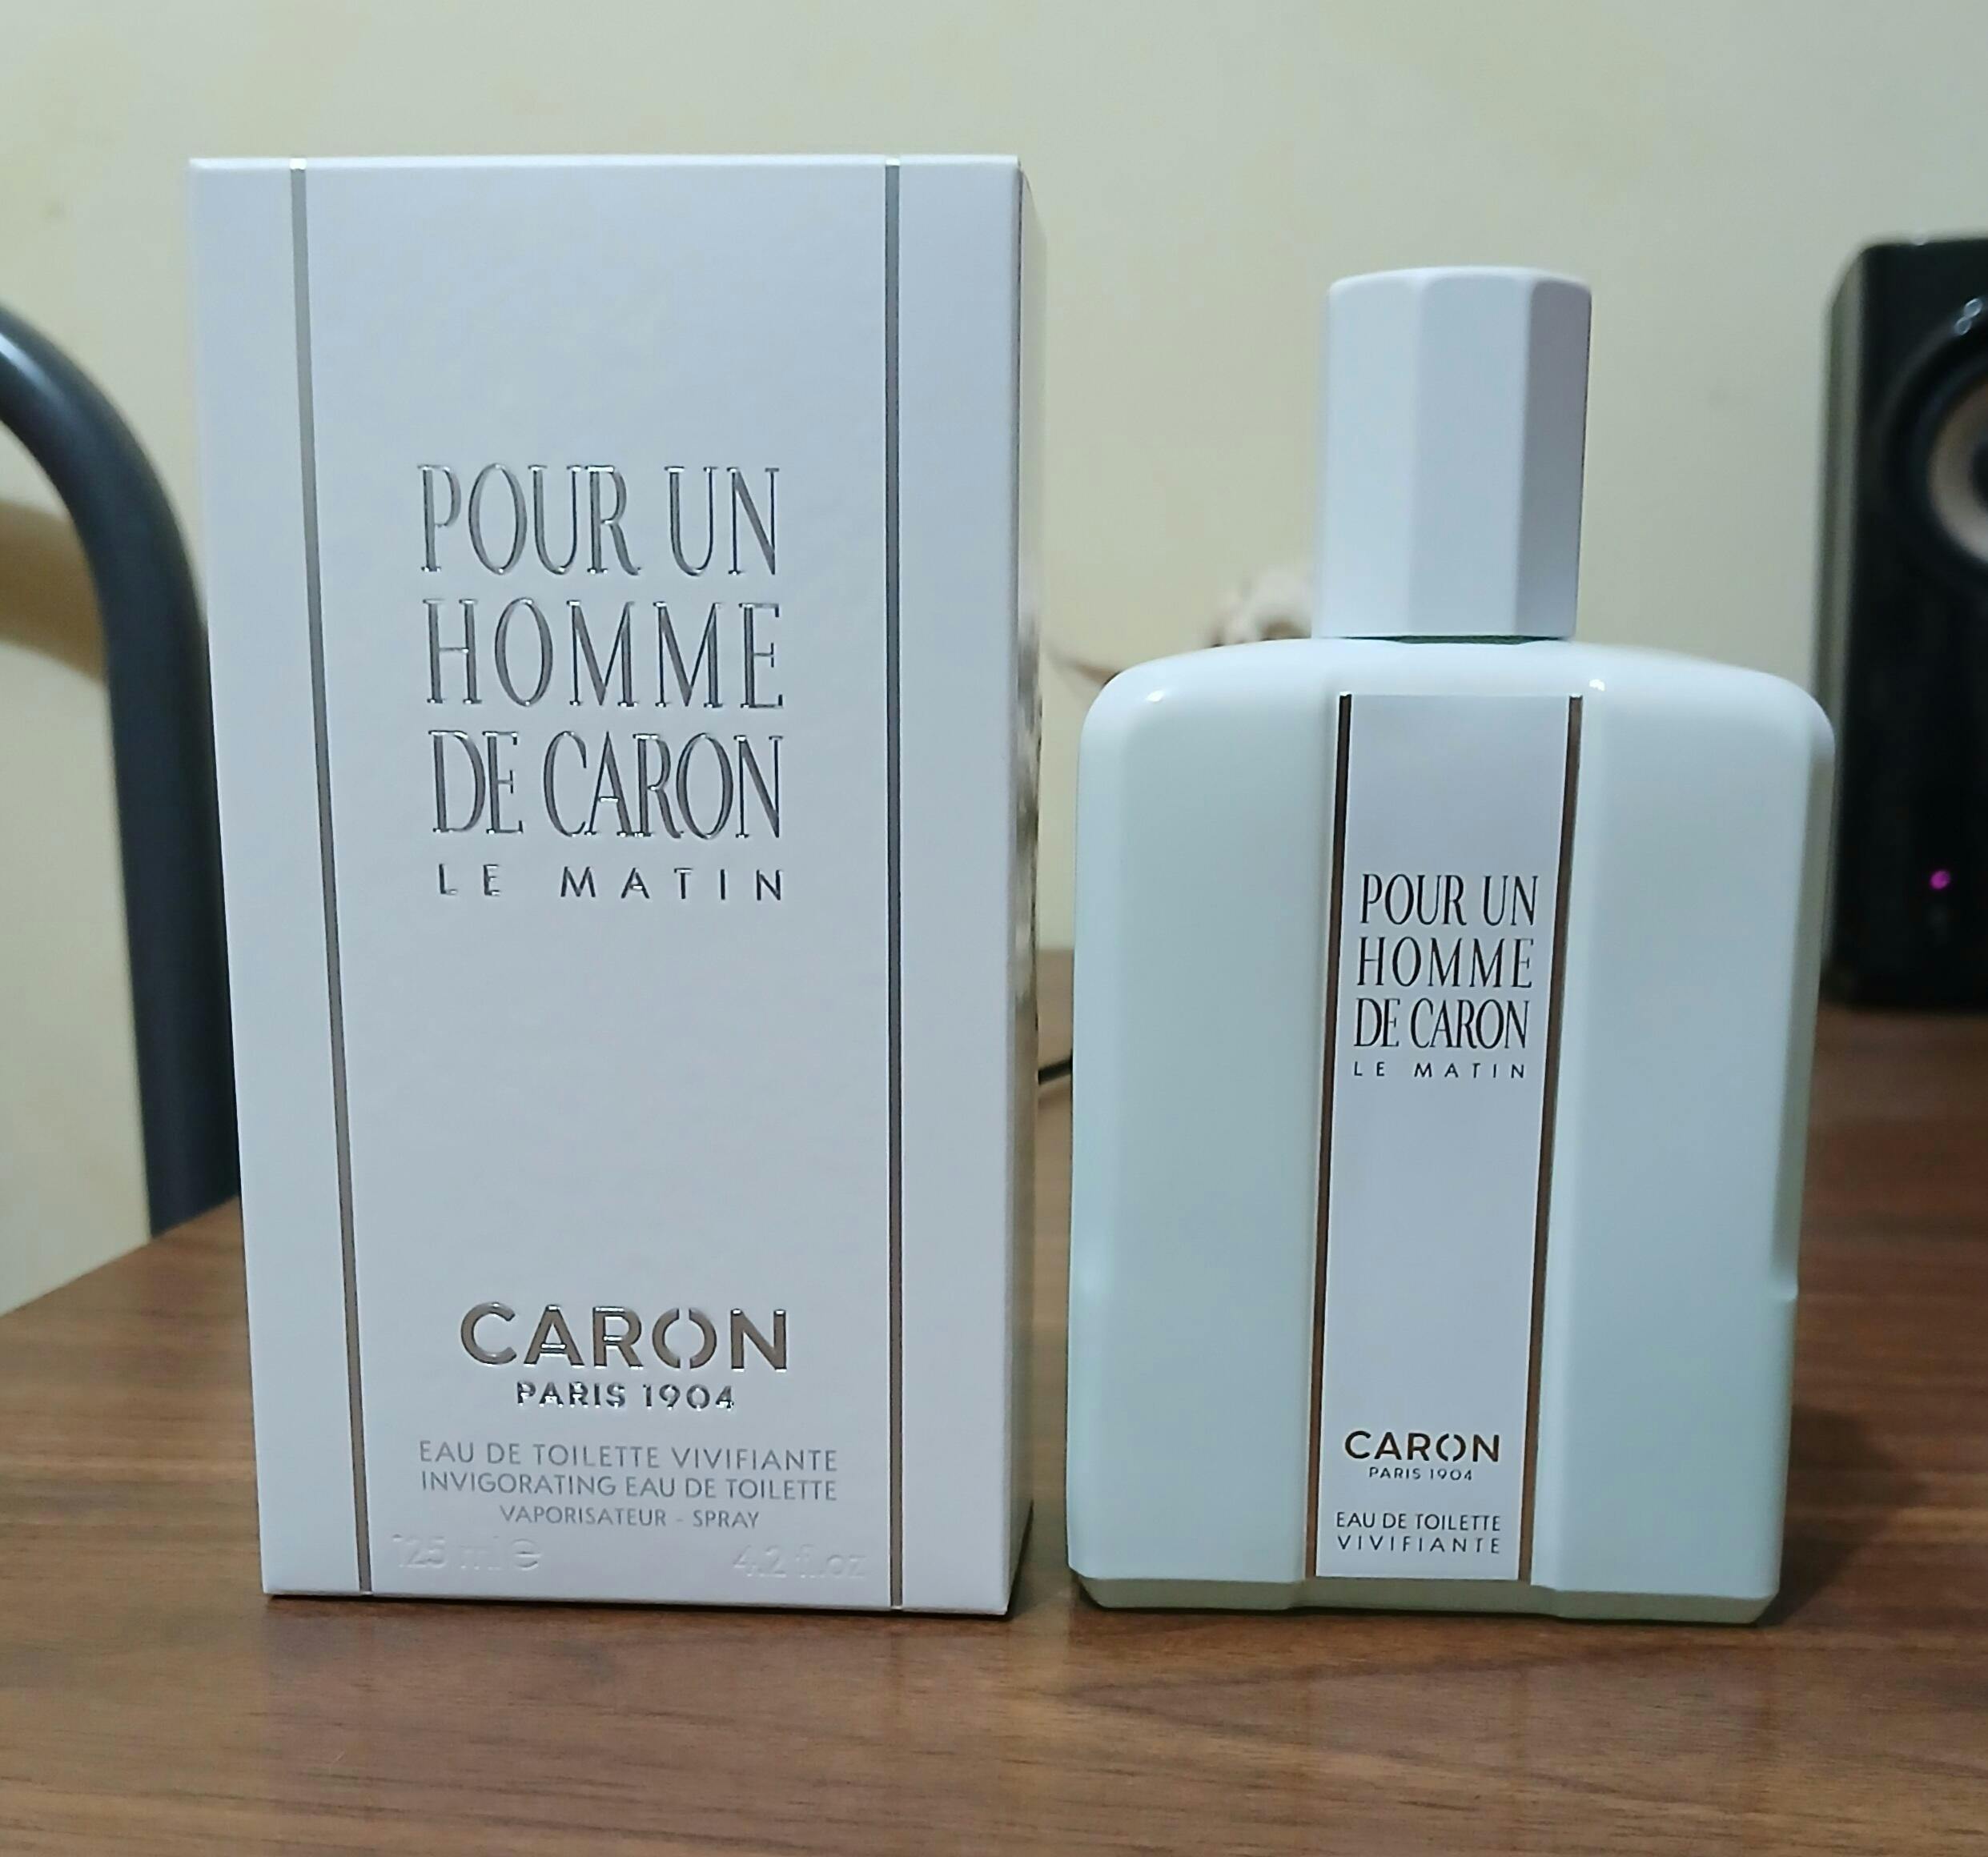 POUR UN
HOMME
DE CARON
LE MATIN
CARON
PARIS 1904
EAU DE TOILETTE VIVIFIANTE
INVIGORATING EAU DE TOILETTE
VAPORISATEUR - SPRAY
125 ml e 4.2 fl.oz
POUR UN
HOMME
DE CARON
LE MATIN
CARON
PARIS 1904
EAU DE TOILETTE
VIVIFIANTE